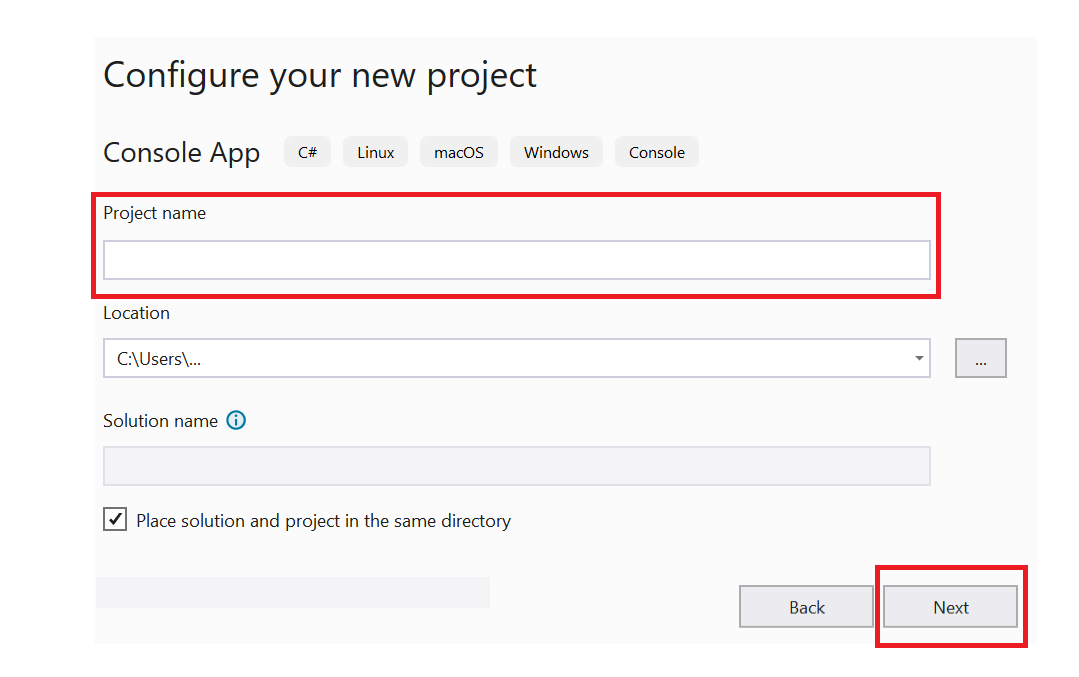 Configure your new project
Console App C# Linux macOS Windows Console
Project name
Location
C:\Users\...
...
Solution name
Place solution and project in the same directory
Back Next